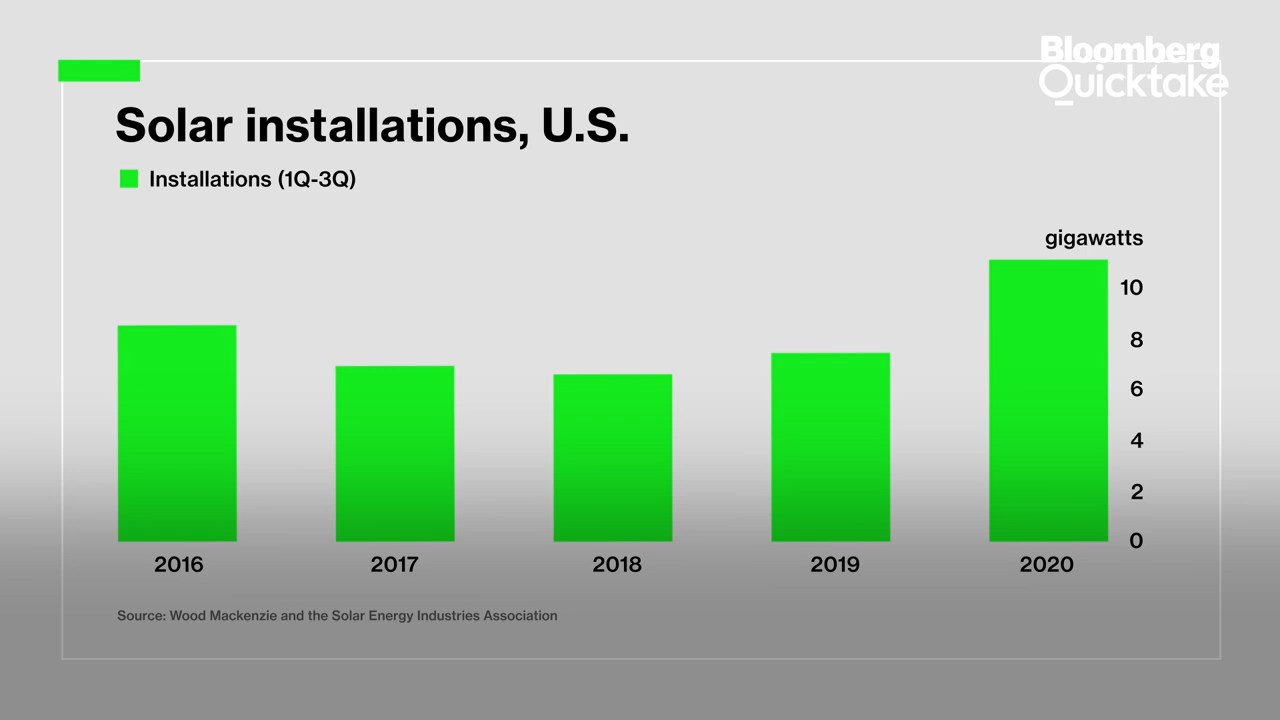 Bloomberg
Quicktake
Solar installations, U.S.
Installations (1Q-3Q)
gigawatts
10
8
6
4
2
0
2016 2017 2018 2019 2020
Source: Wood Mackenzie and the Solar Energy Industries Association